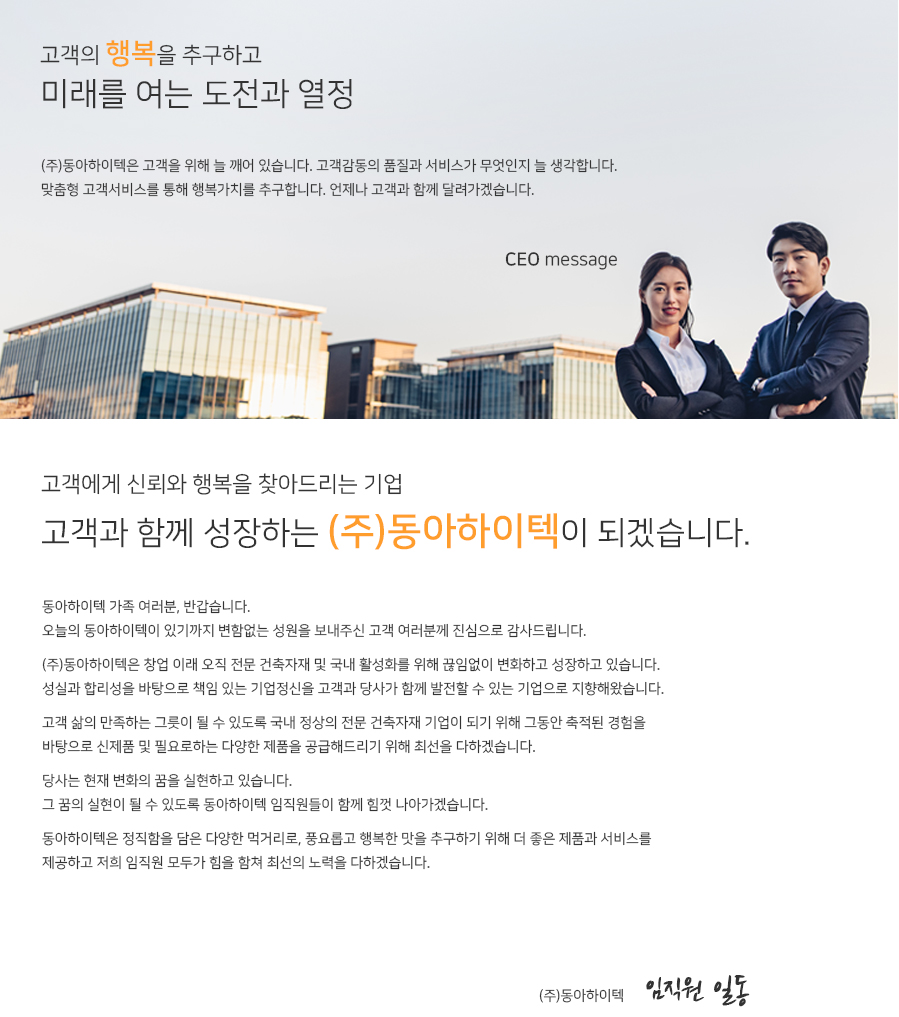 고객의 행복을 추구하고
미래를 여는 도전과 열정
(주)동아하이텍은 고객을 위해 늘 깨어 있습니다. 고객감동의 품질과 서비스가 무엇인지 늘 생각합니다.
맞춤형 고객서비스를 통해 행복가치를 추구합니다. 언제나 고객과 함께 달려가겠습니다.
CEO message
고객에게 신뢰와 행복을 찾아드리는 기업
고객과 함께 성장하는 (주)동아하이텍이 되겠습니다.
동아하이텍 가족 여러분, 반갑습니다.
오늘의 동아하이텍이 있기까지 변함없는 성원을 보내주신 고객 여러분께 진심으로 감사드립니다.
(주)동아하이텍은 창업 이래 오직 전문 건축자재 및 국내 활성화를 위해 끊임없이 변화하고 성장하고 있습니다.
성실과 합리성을 바탕으로 책임 있는 기업정신을 고객과 당사가 함께 발전할 수 있는 기업으로 지향해왔습니다.
고객 삶의 만족하는 그릇이 될 수 있도록 국내 정상의 전문 건축자재 기업이 되기 위해 그동안 축적된 경험을
바탕으로 신제품 및 필요로하는 다양한 제품을 공급해드리기 위해 최선을 다하겠습니다.
당사는 현재 변화의 꿈을 실현하고 있습니다.
그 꿈의 실현이 될 수 있도록 동아하이텍 임직원들이 함께 힘껏 나아가겠습니다.
동아하이텍은 정직함을 담은 다양한 먹거리로, 풍요롭고 행복한 맛을 추구하기 위해 더 좋은 제품과 서비스를
제공하고 저희 임직원 모두가 힘을 합쳐 최선의 노력을 다하겠습니다.
(주)동아하이텍 임직원 일동